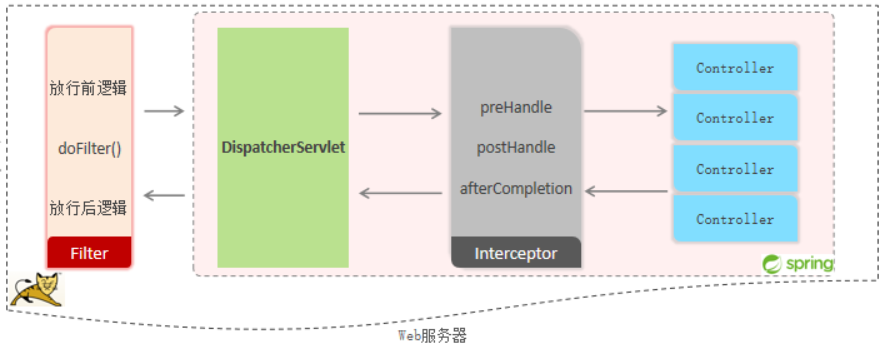 放行前逻辑
doFilter()
放行后逻辑
Filter
DispatcherServlet
preHandle
postHandle
afterCompletion
Interceptor
Controller
Controller
Controller
Controller
spring
Web服务器